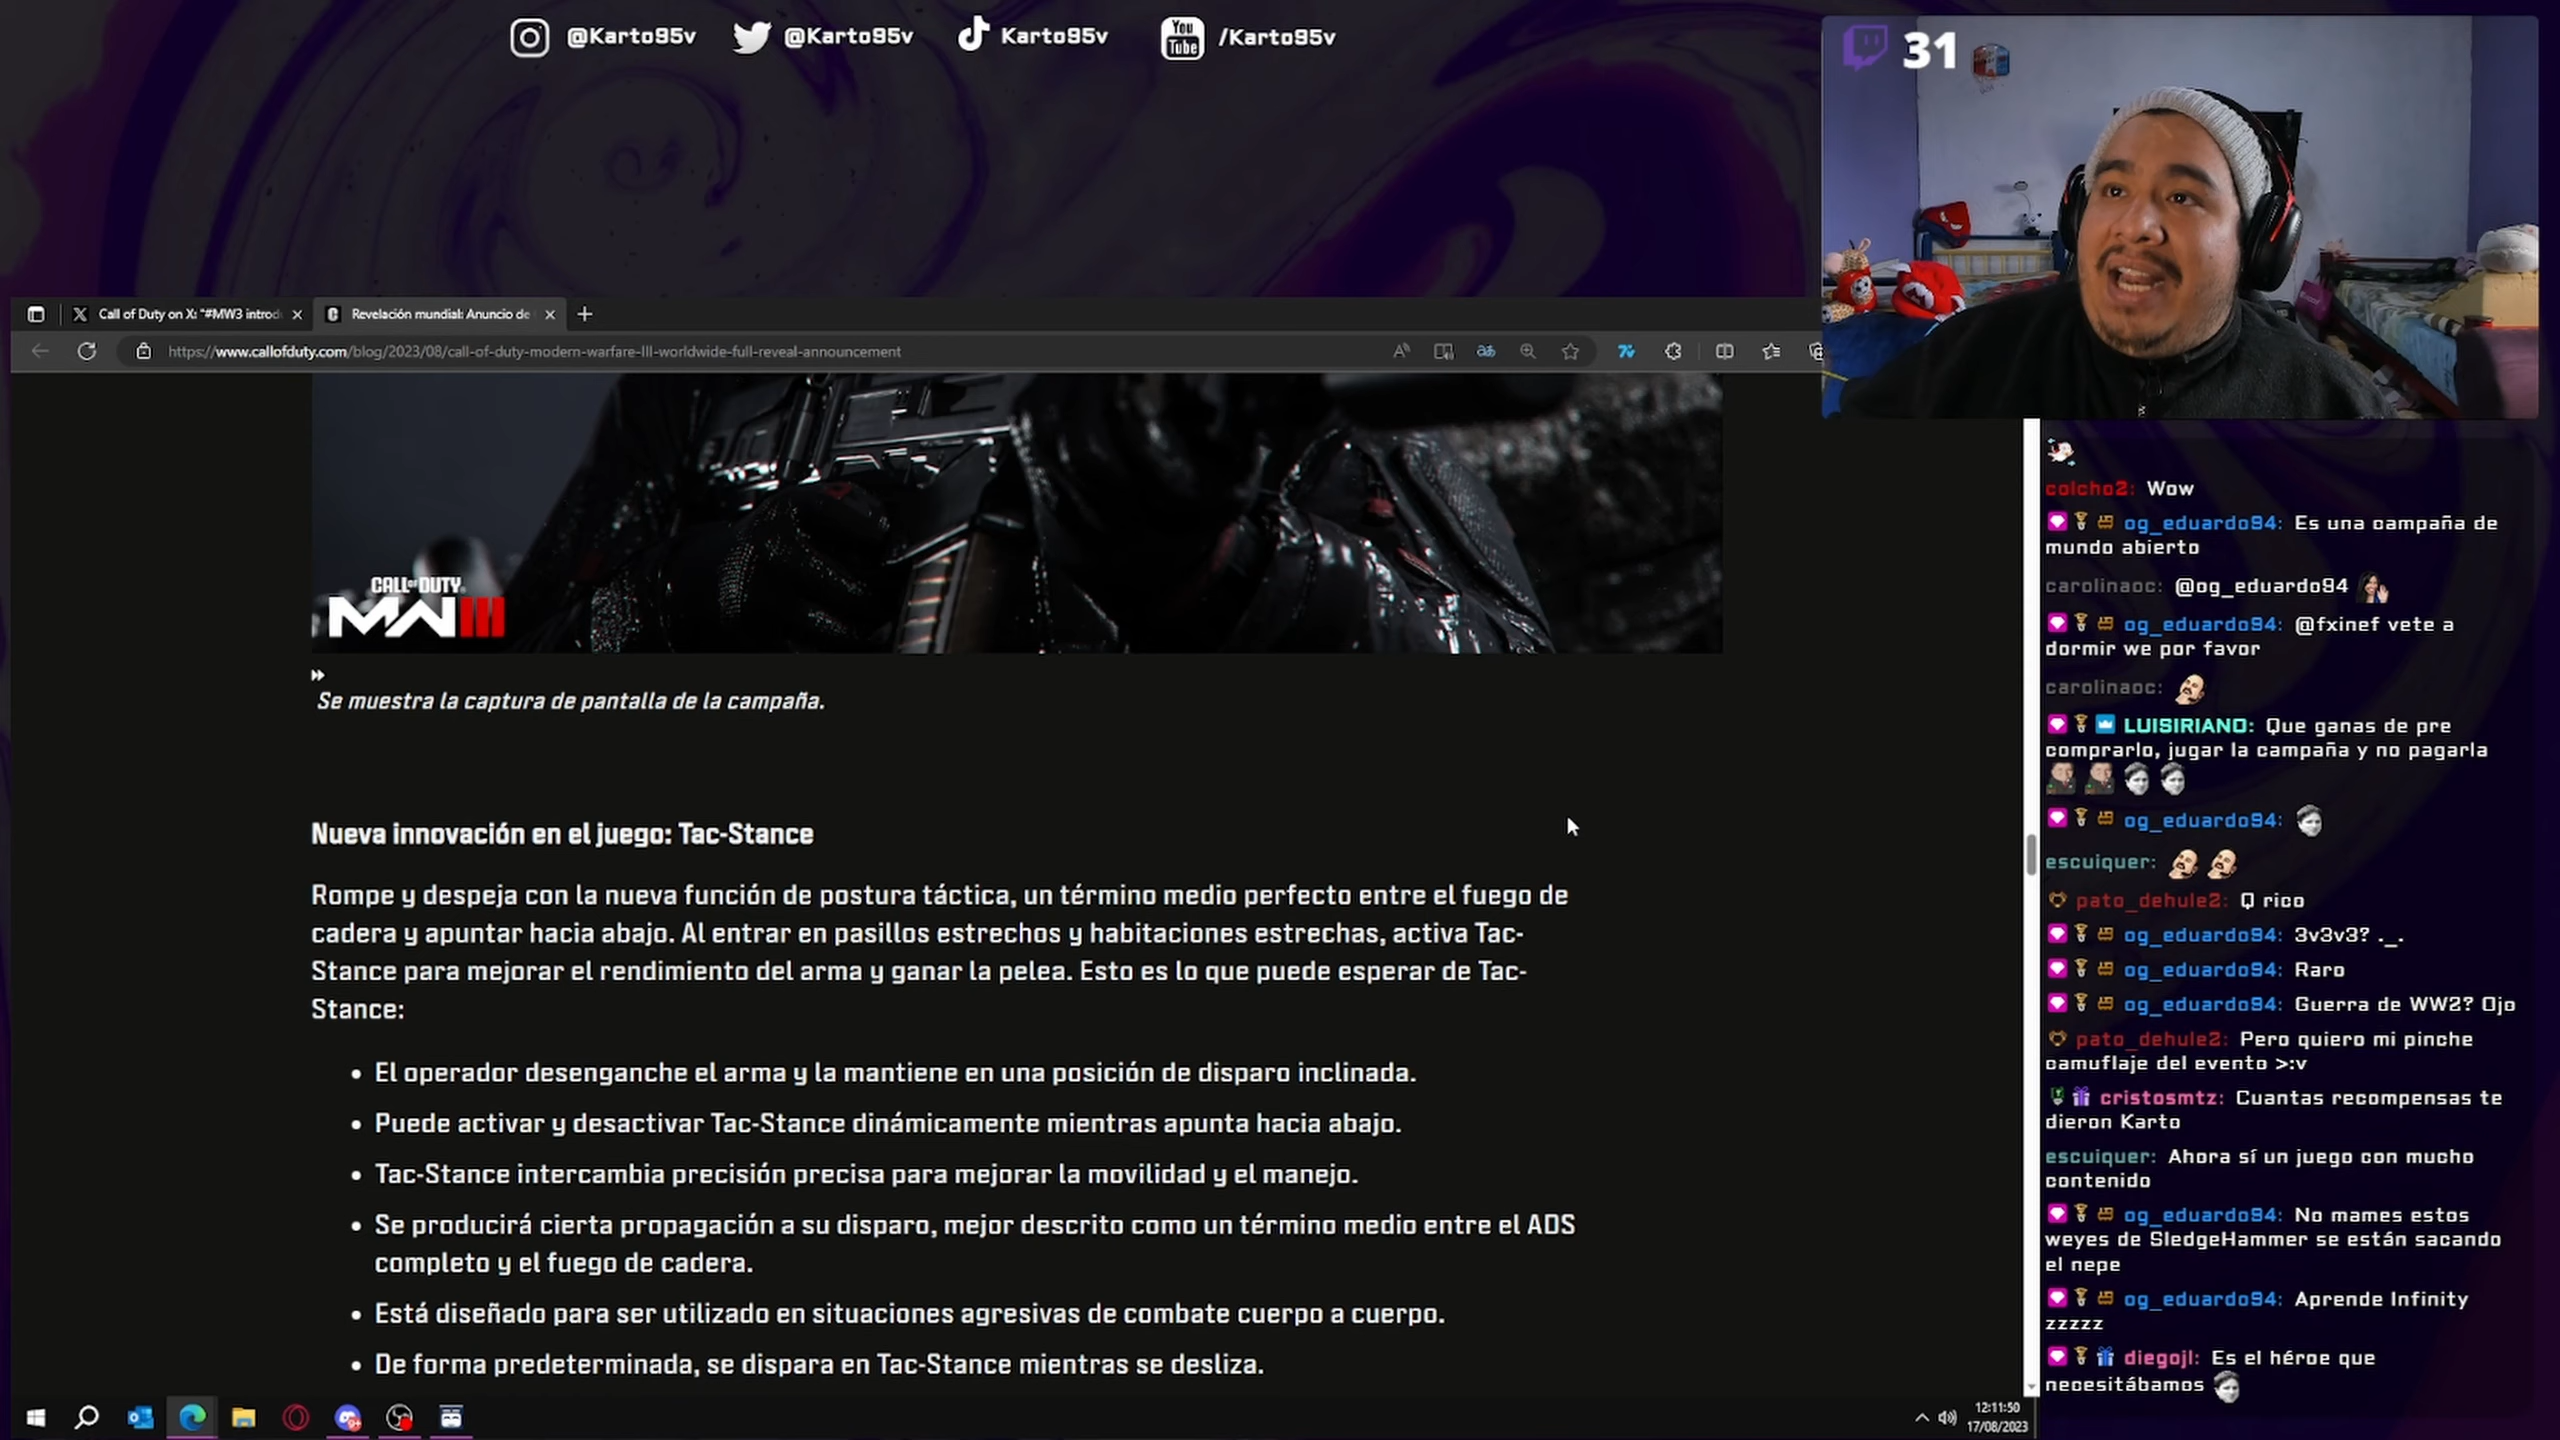 @Karto95v
@Karto95v
Karto95v
You
Tube
/Karto95v
31
Call of Duty on X: "#MW3 introd
Revelación mundial: Anuncio de
https://www.callofduty.com/blog/2023/08/call-of-duty-modern-warfare-III-worldwide-full-reveal-announcement
CALL OF DUTY
MWIII
Se muestra la captura de pantalla de la campaña.
Nueva innovación en el juego: Tac-Stance
Rompe y despeja con la nueva función de postura táctica, un término medio perfecto entre el fuego de
cadera y apuntar hacia abajo. Al entrar en pasillos estrechos y habitaciones estrechas, activa Tac-
Stance para mejorar el rendimiento del arma y ganar la pelea. Esto es lo que puede esperar de Tac-
Stance:
• El operador desenganche el arma y la mantiene en una posición de disparo inclinada.
• Puede activar y desactivar Tac-Stance dinámicamente mientras apunta hacia abajo.
• Tac-Stance intercambia precisión precisa para mejorar la movilidad y el manejo.
• Se producirá cierta propagación a su disparo, mejor descrito como un término medio entre el ADS
completo y el fuego de cadera.
• Está diseñado para ser utilizado en situaciones agresivas de combate cuerpo a cuerpo.
• De forma predeterminada, se dispara en Tac-Stance mientras se desliza.
colcho2: Wow
og_eduardo94: Es una campaña de
mundo abierto
carolinaoc: @og_eduardo94
og_eduardo94: @fxinef vete a
dormir we por favor
carolinaoc:
LUISIRIANO: Que ganas de pre
comprarlo, jugar la campaña y no pagarla
og_eduardo94:
escuiquer:
pato_dehule2: Q rico
og_eduardo94: 3v3v3? ._.
og_eduardo94: Raro
og_eduardo94: Guerra de WW2? Ojo
pato_dehule2: Pero quiero mi pinche
camuflaje del evento >:v
cristosmtz: Cuantas recompensas te
dieron Karto
escuiquer: Ahora sí un juego con mucho
contenido
og_eduardo94: No mames estos
weyes de SledgeHammer se están sacando
el nepe
og_eduardo94: Aprende Infinity
zzzzz
diegojl: Es el héroe que
necesitábamos
12:11:50
17/08/2023